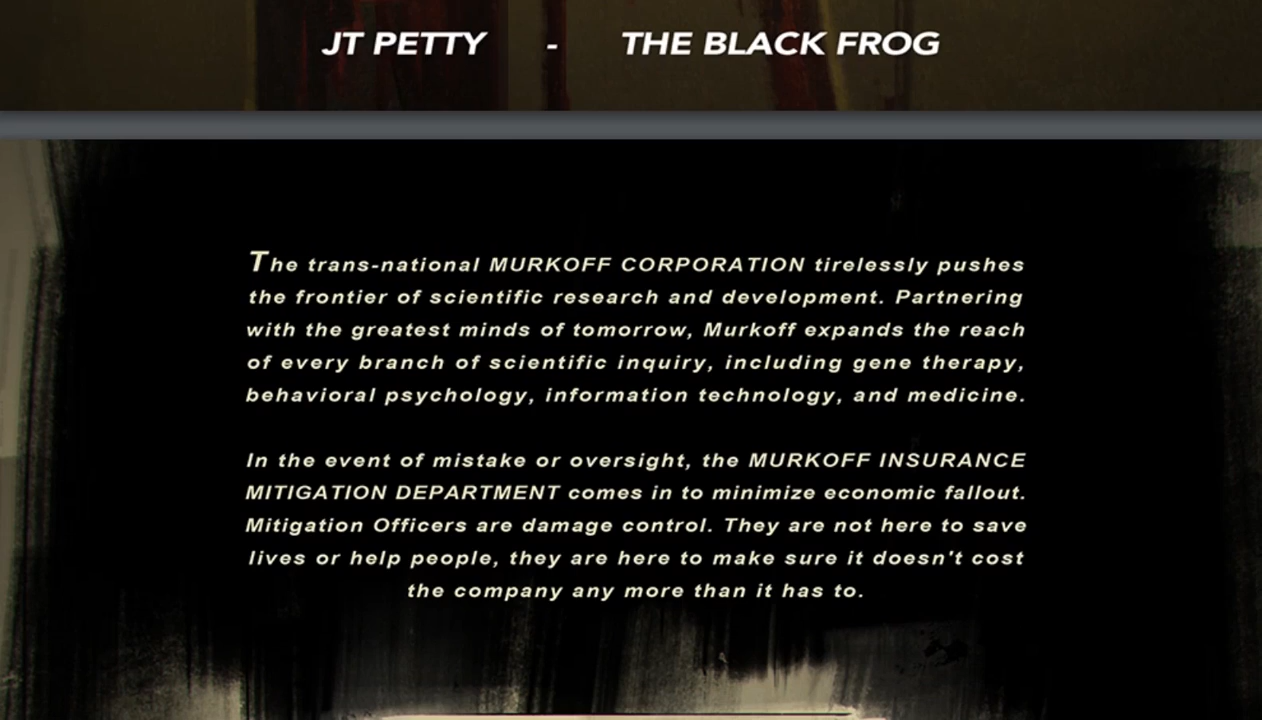 JT PETTY - THE BLACK FROG
The trans-national MURKOFF CORPORATION tirelessly pushes
the frontier of scientific research and development. Partnering
with the greatest minds of tomorrow, Murkoff expands the reach
of every branch of scientific inquiry, including gene therapy,
behavioral psychology, information technology, and medicine.
In the event of mistake or oversight, the MURKOFF INSURANCE
MITIGATION DEPARTMENT comes in to minimize economic fallout.
Mitigation Officers are damage control. They are not here to save
lives or help people, they are here to make sure it doesn't cost
the company any more than it has to.